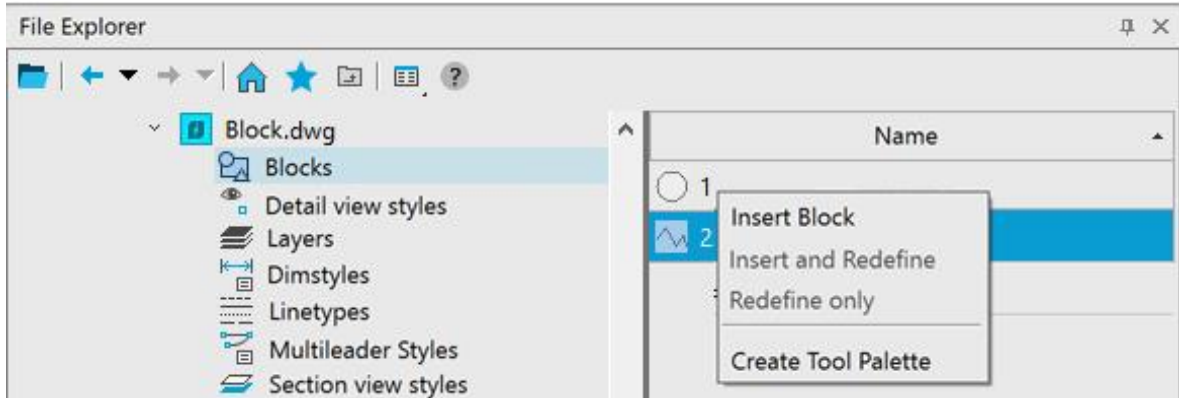 File Explorer
Block.dwg
Blocks
Detail view styles
Layers
Dimstyles
Linetypes
Multileader Styles
Section view styles
Name
1
2
Insert Block
Insert and Redefine
Redefine only
Create Tool Palette